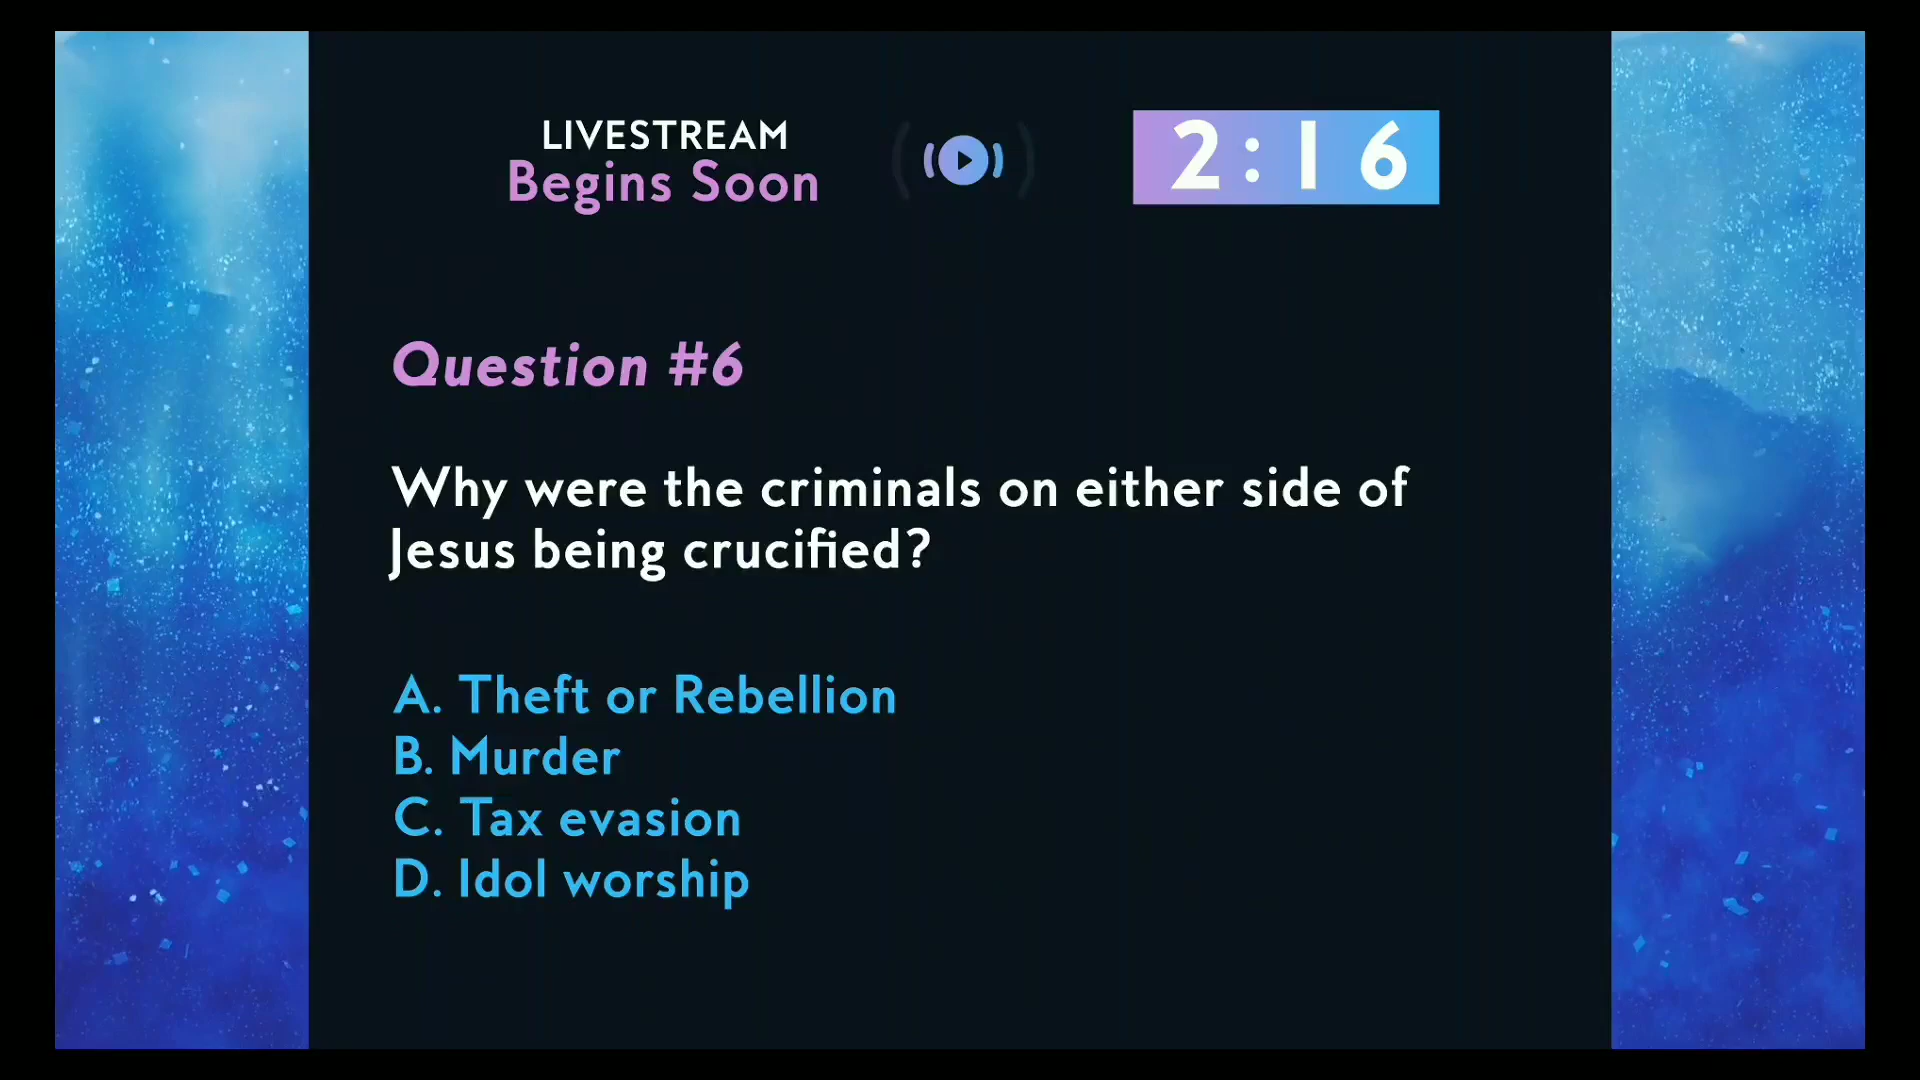 LIVESTREAM
Begins Soon
2:16
Question #6
Why were the criminals on either side of
Jesus being crucified?
A. Theft or Rebellion
B. Murder
C. Tax evasion
D. Idol worship